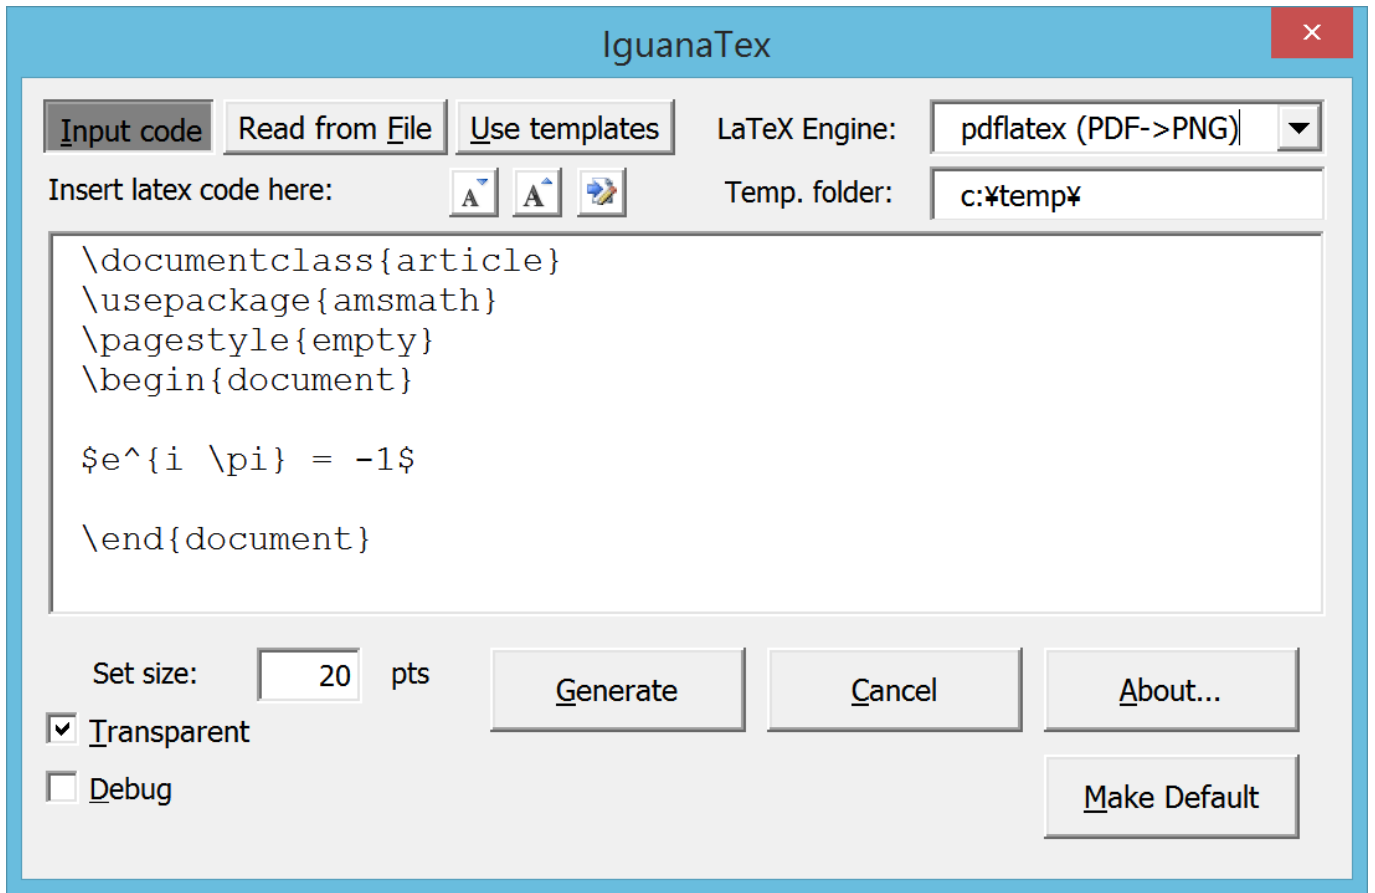 IguanaTex
Input code Read from File Use templates LaTeX Engine: pdflatex (PDF->PNG)
Insert latex code here: A A Temp. folder: c:¥temp¥
\documentclass{article}
\usepackage{amsmath}
\pagestyle{empty}
\begin{document}
$e^{i \pi} = -1$
\end{document}
Set size: 20 pts Generate Cancel About...
Transparent
Debug
Make Default